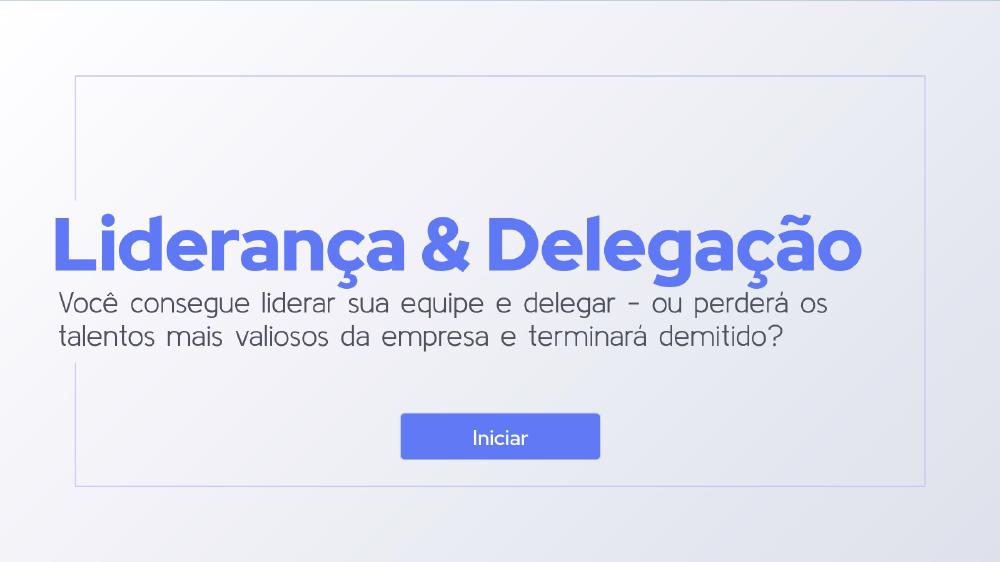 Liderança & Delegação
Você consegue liderar sua equipe e delegar - ou perderá os
talentos mais valiosos da empresa e terminará demitido?
Iniciar